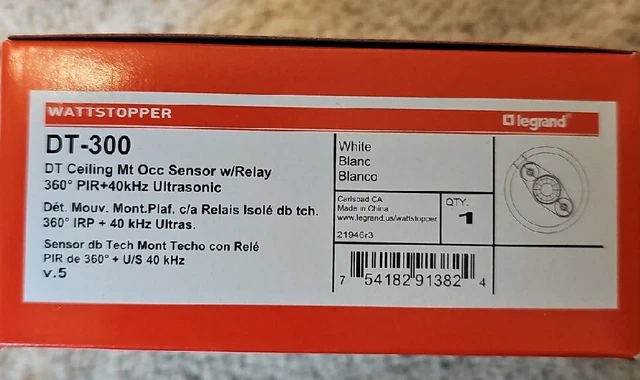 WATTSTOPPER
legrand
DT-300
DT Ceiling Mt Occ Sensor w/Relay
360° PIR+40kHz Ultrasonic
Dét. Mouv. Mont.Plaf. c/a Relais Isolé db tch.
360° IRP + 40 kHz Ultras.
Sensor db Tech Mont Techo con Relé
PIR de 360° + U/S 40 kHz
v.5
White
Blanc
Blanco
Carlsbad CA
Made in China
www.legrand.us/wattstopper
21946r3
QTY.
1
7 54182 91382 4